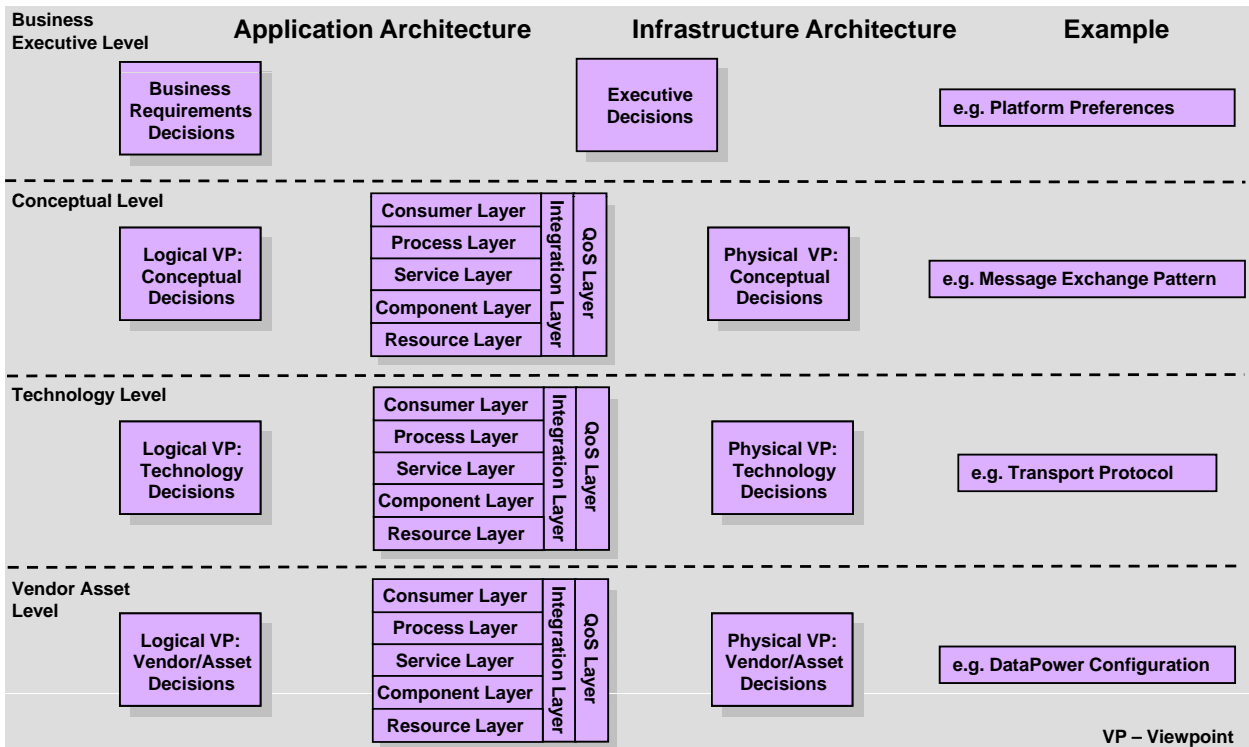 Business
Executive Level
Application Architecture
Infrastructure Architecture
Example
Business
Requirements
Decisions
Executive
Decisions
e.g. Platform Preferences
Conceptual Level
Logical VP:
Conceptual
Decisions
Consumer Layer
Process Layer
Service Layer
Component Layer
Resource Layer
Integration Layer
QoS Layer
Physical VP:
Conceptual
Decisions
e.g. Message Exchange Pattern
Technology Level
Logical VP:
Technology
Decisions
Consumer Layer
Process Layer
Service Layer
Component Layer
Resource Layer
Integration Layer
QoS Layer
Physical VP:
Technology
Decisions
e.g. Transport Protocol
Vendor Asset
Level
Logical VP:
Vendor/Asset
Decisions
Consumer Layer
Process Layer
Service Layer
Component Layer
Resource Layer
Integration Layer
QoS Layer
Physical VP:
Vendor/Asset
Decisions
e.g. DataPower Configuration
VP – Viewpoint